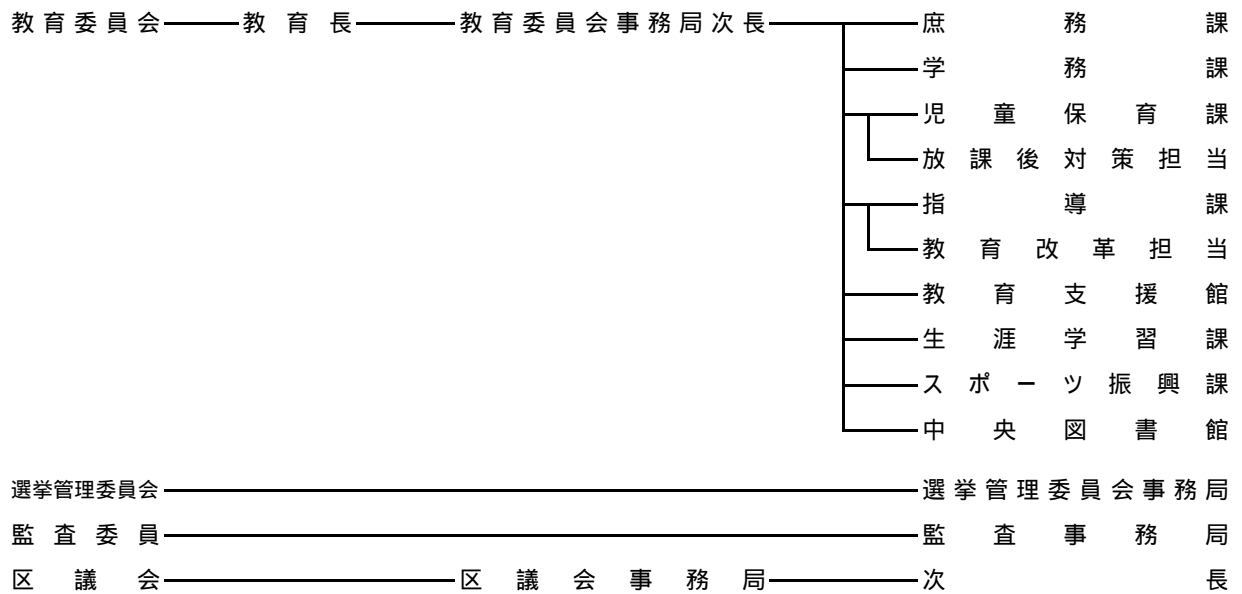 教育委員会 教育長 教育委員会事務局次長 庶務課
学務課
児童保育課
放課後対策担当
指導課
教育改革担当
教育支援館
生涯学習課
スポーツ振興課
中央図書館
選挙管理委員会 選挙管理委員会事務局
監査委員 監査事務局
区議会 区議会事務局 次長